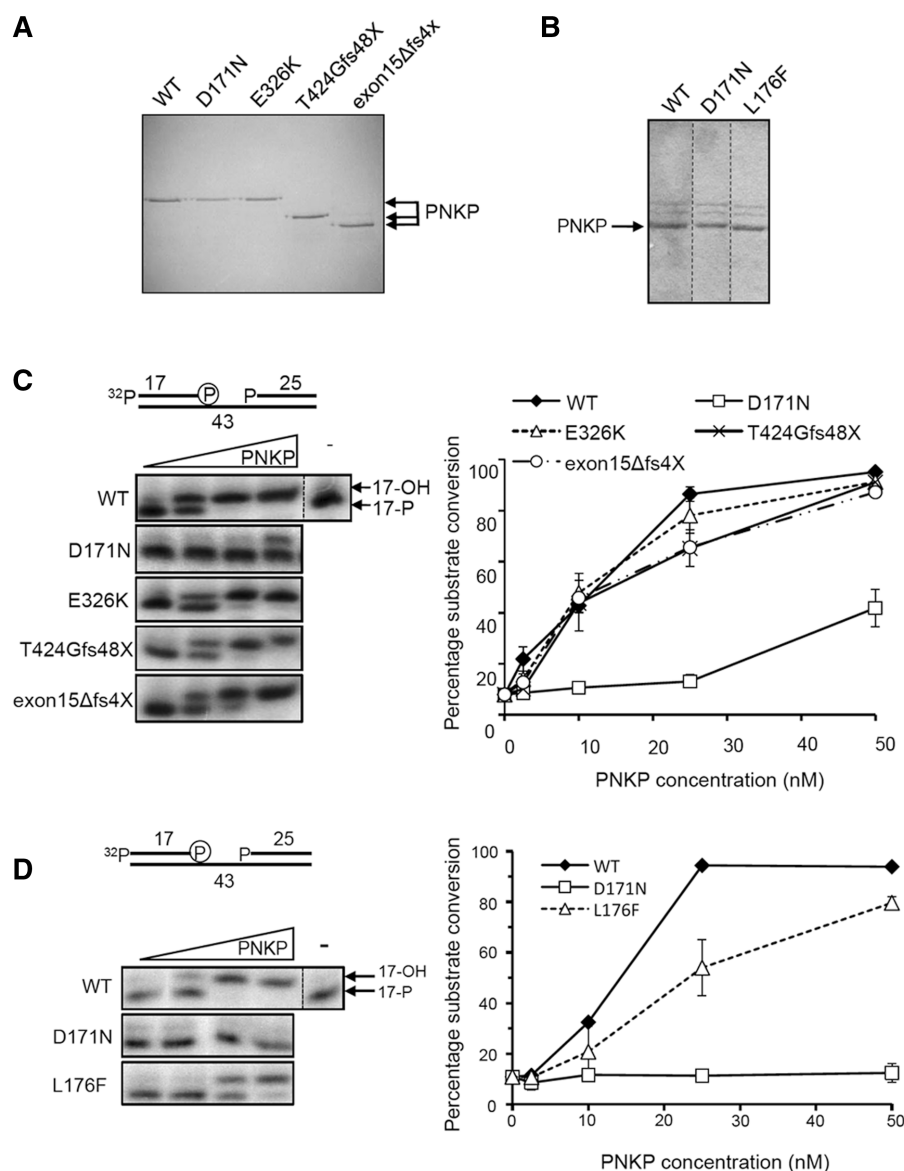 A
WT
D171N
E326K
T424Gfs48X
exon15Δfs4x
PNKP
B
WT
D171N
L176F
PNKP
C
17
25
32P
P
P
43
PNKP
-
WT
17-OH
17-P
D171N
E326K
T424Gfs48X
exon15Δfs4X
WT
D171N
E326K
T424Gfs48X
exon15Δfs4X
Percentage substrate conversion
100
80
60
40
20
0
0 10 20 30 40 50
PNKP concentration (nM)
D
17
25
32P
P
P
43
PNKP
-
WT
17-OH
17-P
D171N
L176F
WT
D171N
L176F
Percentage substrate conversion
100
80
60
40
20
0
0 10 20 30 40 50
PNKP concentration (nM)